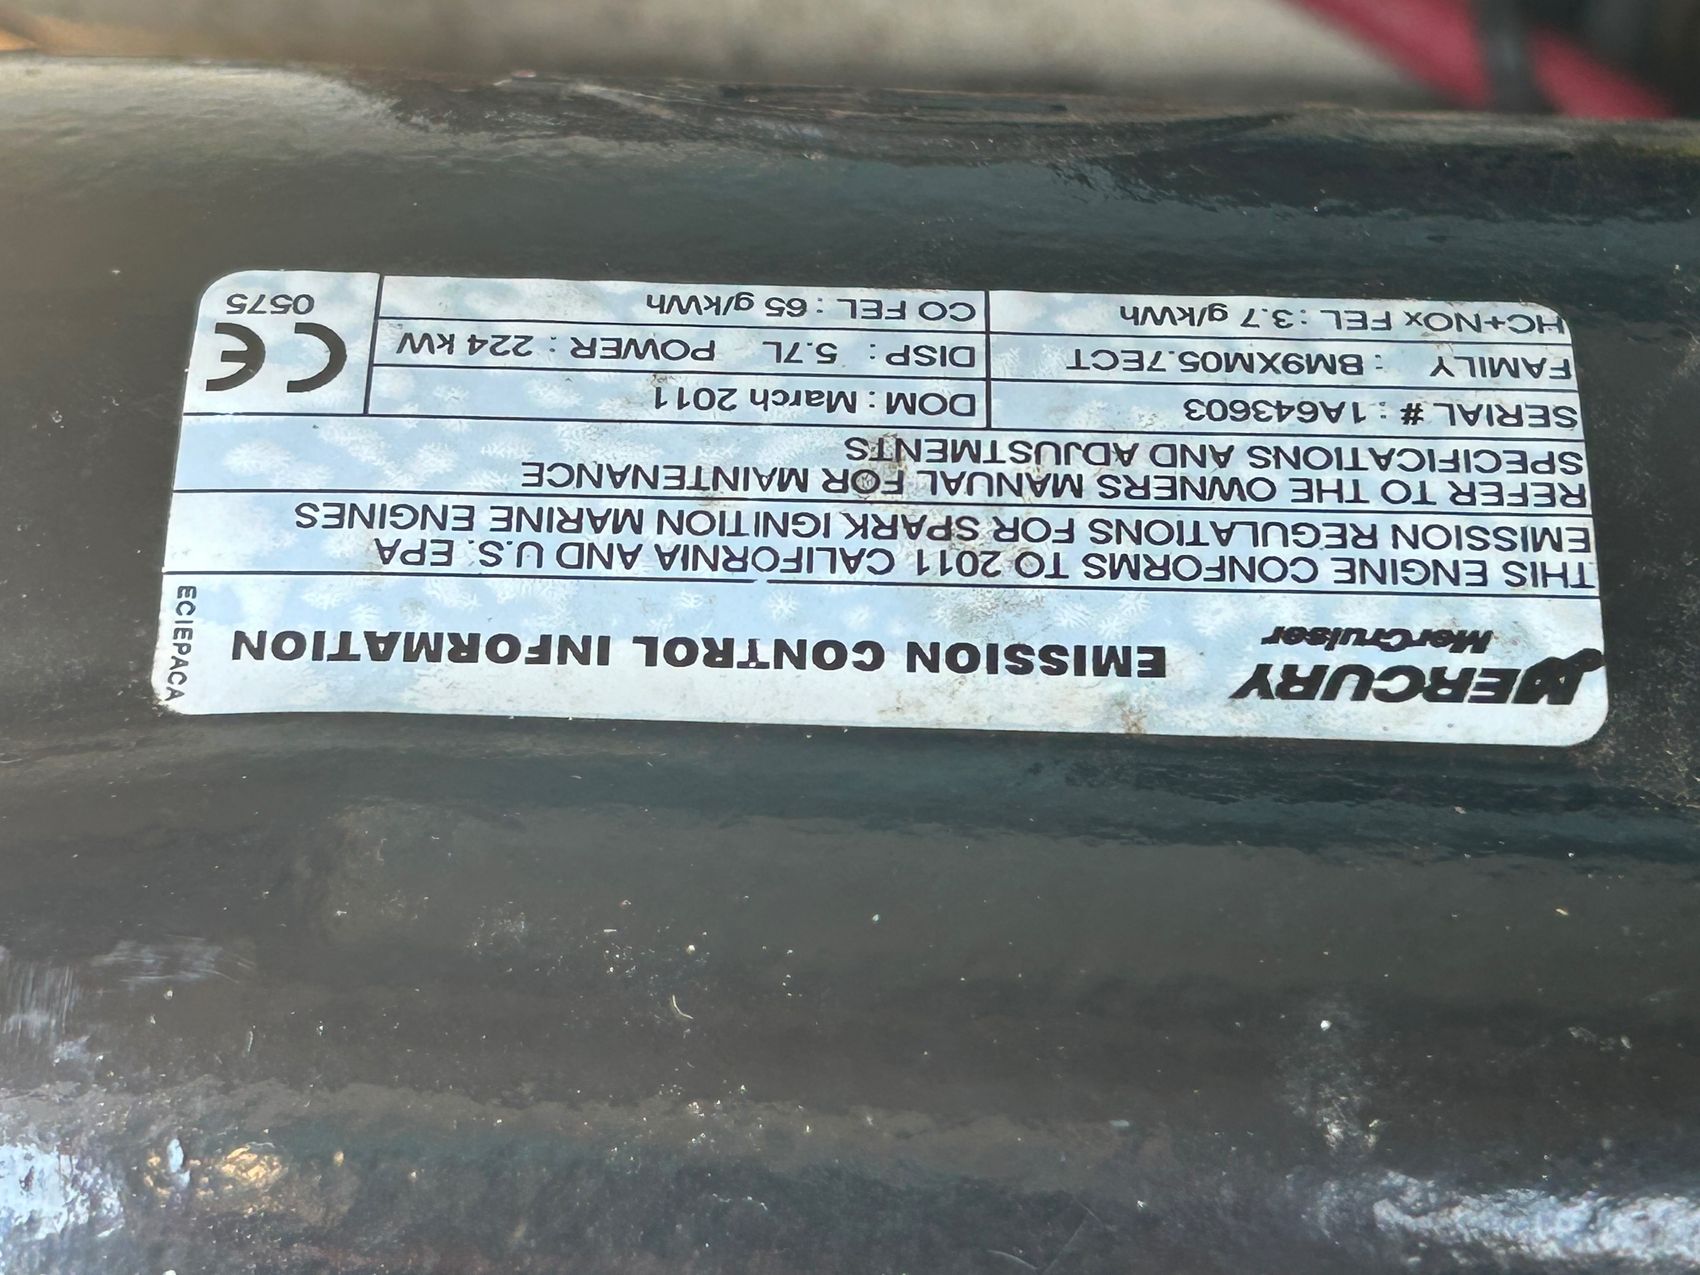 MERCURY
MerCruiser
EMISSION CONTROL INFORMATION
ECIEPACA
THIS ENGINE CONFORMS TO 2011 CALIFORNIA AND U.S. EPA
EMISSION REGULATIONS FOR SPARK IGNITION MARINE ENGINES
REFER TO THE OWNERS MANUAL FOR MAINTENANCE
SPECIFICATIONS AND ADJUSTMENTS
SERIAL # : 1A643603 DOM : March 2011
FAMILY : BM9XM05.7ECT DISP : 5.7L POWER : 224 kW
HC+NOx FEL : 3.7 g/kWh CO FEL : 65 g/kWh
CE
0575